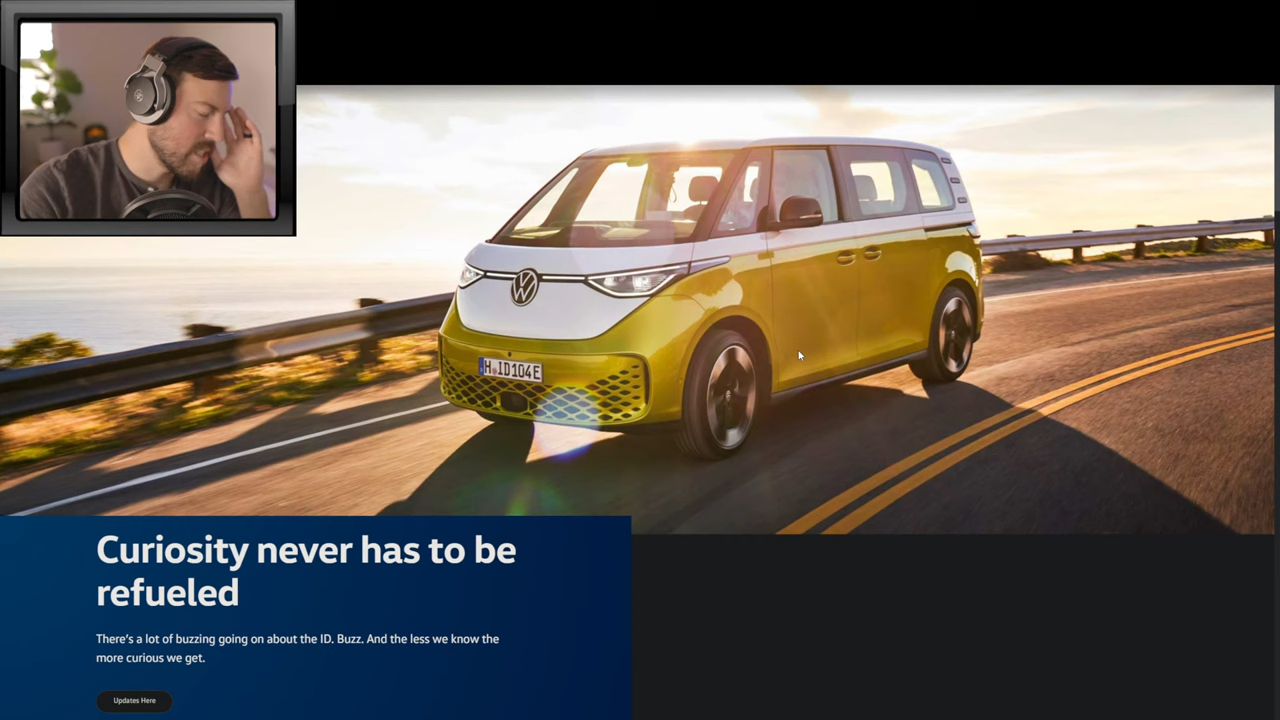 H ID104E
Curiosity never has to be
refueled
There's a lot of buzzing going on about the ID. Buzz. And the less we know the
more curious we get.
Updates Here